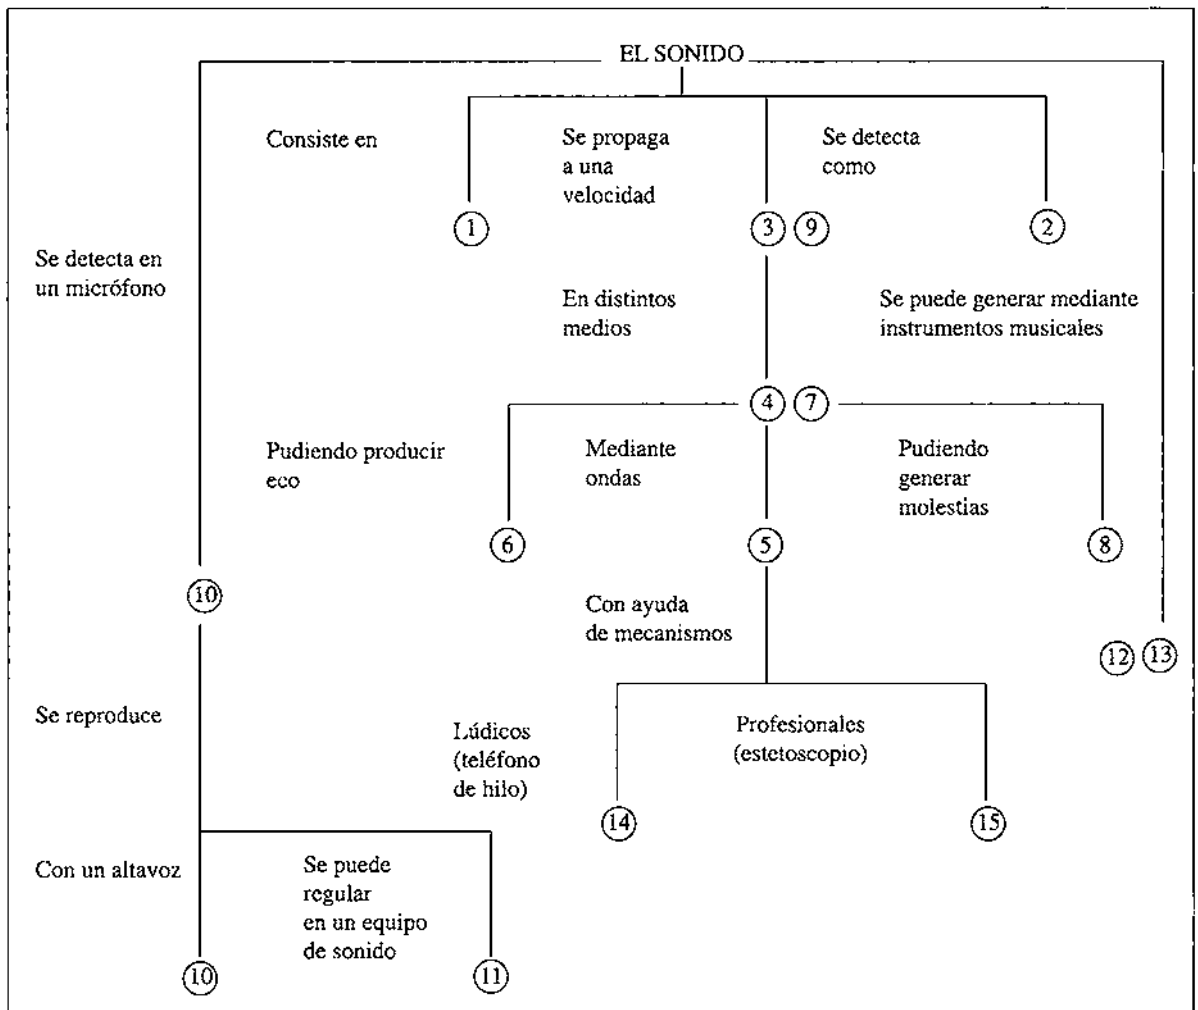 EL SONIDO
Consiste en
Se propaga
a una
velocidad
Se detecta
como
1
3
9
2
Se detecta en
un micrófono
En distintos
medios
Se puede generar mediante
instrumentos musicales
4
7
Pudiendo producir
eco
Mediante
ondas
Pudiendo
generar
molestias
6
5
8
10
Con ayuda
de mecanismos
12
13
Se reproduce
Lúdicos
(teléfono
de hilo)
Profesionales
(estetoscopio)
14
15
Con un altavoz
Se puede
regular
en un equipo
de sonido
10
11